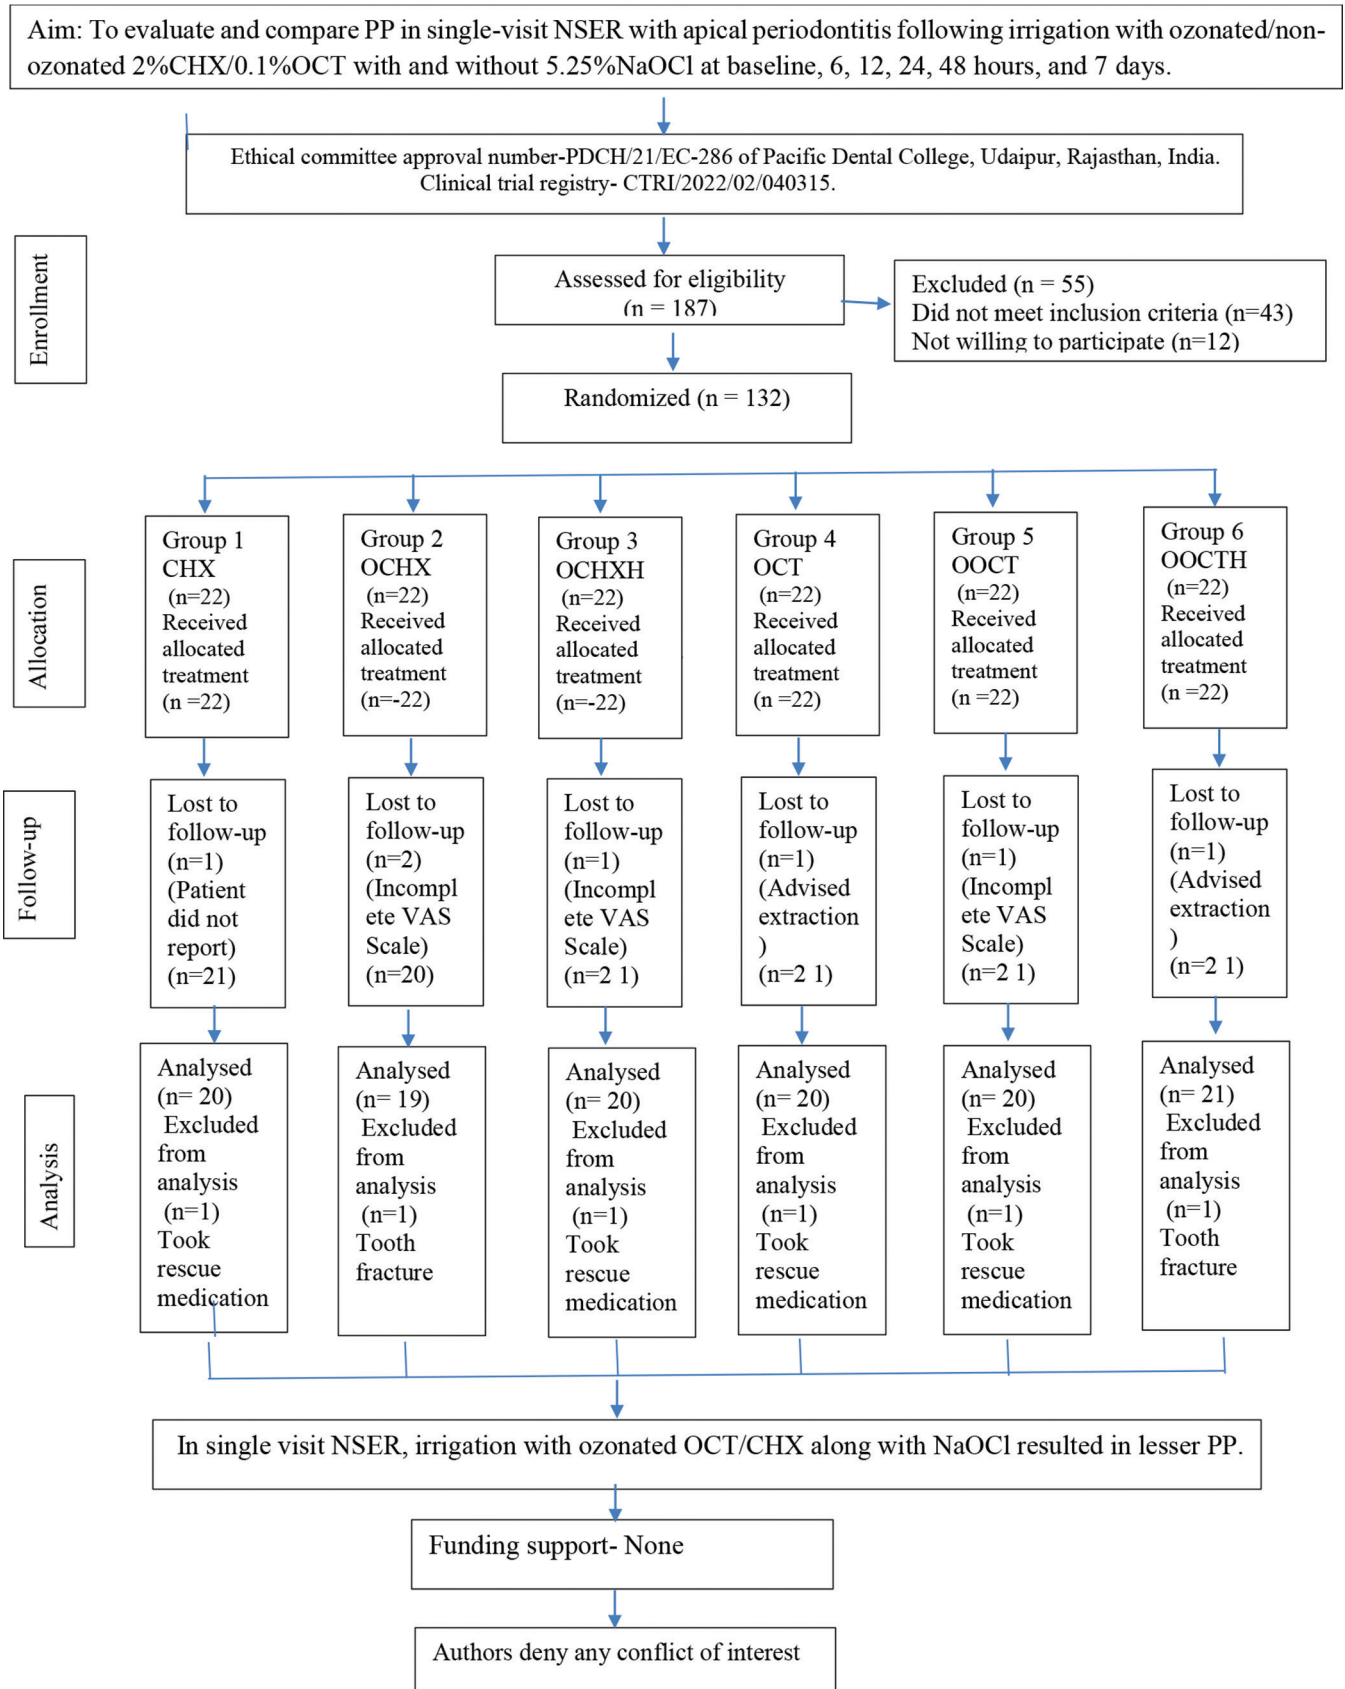 Aim: To evaluate and compare PP in single-visit NSER with apical periodontitis following irrigation with ozonated/non-
ozonated 2%CHX/0.1%OCT with and without 5.25%NaOCl at baseline, 6, 12, 24, 48 hours, and 7 days.
Ethical committee approval number-PDCH/21/EC-286 of Pacific Dental College, Udaipur, Rajasthan, India.
Clinical trial registry- CTRI/2022/02/040315.
Enrollment
Assessed for eligibility
(n = 187)
Excluded (n = 55)
Did not meet inclusion criteria (n=43)
Not willing to participate (n=12)
Randomized (n = 132)
Allocation
Group 1
CHX
(n=22)
Received
allocated
treatment
(n =22)
Group 2
OCHX
(n=22)
Received
allocated
treatment
(n=-22)
Group 3
OCHXH
(n=22)
Received
allocated
treatment
(n=-22)
Group 4
OCT
(n=22)
Received
allocated
treatment
(n =22)
Group 5
OOCT
(n=22)
Received
allocated
treatment
(n =22)
Group 6
OOCTH
(n=22)
Received
allocated
treatment
(n =22)
Follow-up
Lost to
follow-up
(n=1)
(Patient
did not
report)
(n=21)
Lost to
follow-up
(n=2)
(Incompl
ete VAS
Scale)
(n=20)
Lost to
follow-up
(n=1)
(Incompl
ete VAS
Scale)
(n=2 1)
Lost to
follow-up
(n=1)
(Advised
extraction
)
(n=2 1)
Lost to
follow-up
(n=1)
(Incompl
ete VAS
Scale)
(n=2 1)
Lost to
follow-up
(n=1)
(Advised
extraction
)
(n=2 1)
Analysis
Analysed
(n= 20)
Excluded
from
analysis
(n=1)
Took
rescue
medication
Analysed
(n= 19)
Excluded
from
analysis
(n=1)
Tooth
fracture
Analysed
(n= 20)
Excluded
from
analysis
(n=1)
Took
rescue
medication
Analysed
(n= 20)
Excluded
from
analysis
(n=1)
Took
rescue
medication
Analysed
(n= 20)
Excluded
from
analysis
(n=1)
Took
rescue
medication
Analysed
(n= 21)
Excluded
from
analysis
(n=1)
Tooth
fracture
In single visit NSER, irrigation with ozonated OCT/CHX along with NaOCl resulted in lesser PP.
Funding support- None
Authors deny any conflict of interest